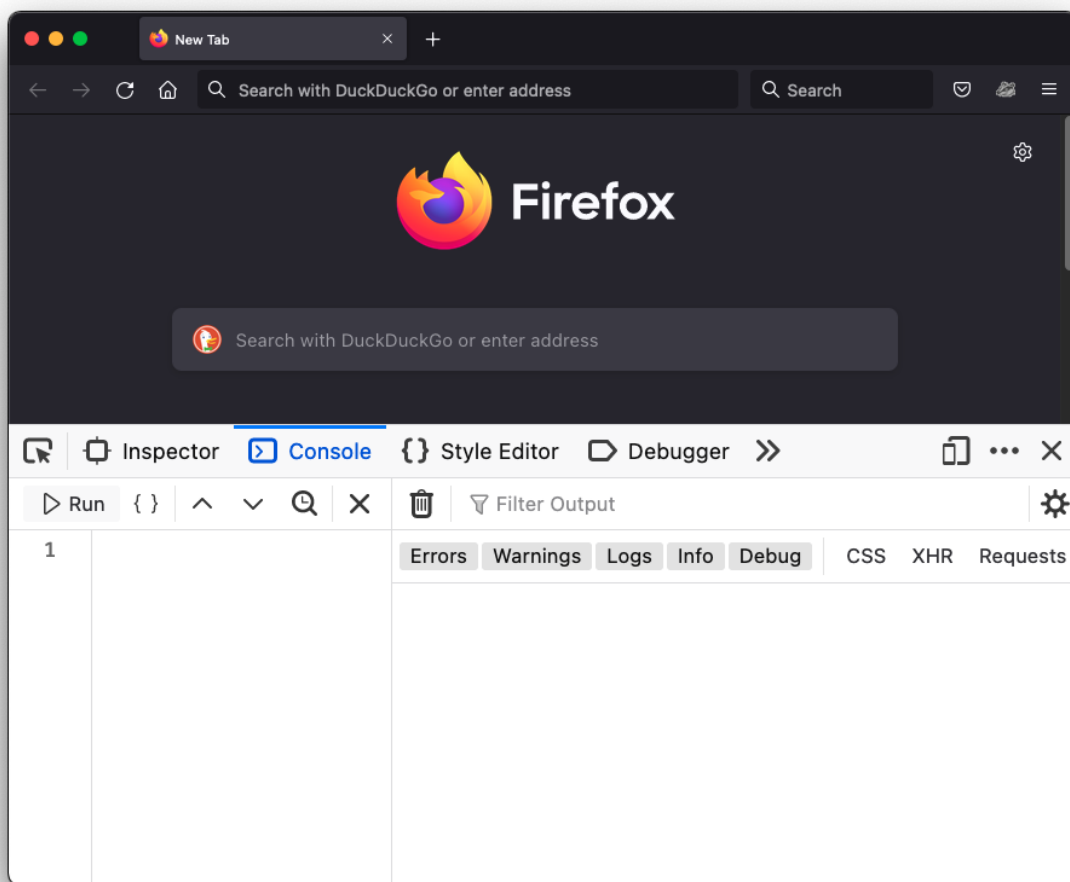 New Tab
Search with DuckDuckGo or enter address
Search
Firefox
Search with DuckDuckGo or enter address
Inspector Console { } Style Editor Debugger
Run { } Filter Output
1
Errors Warnings Logs Info Debug CSS XHR Requests